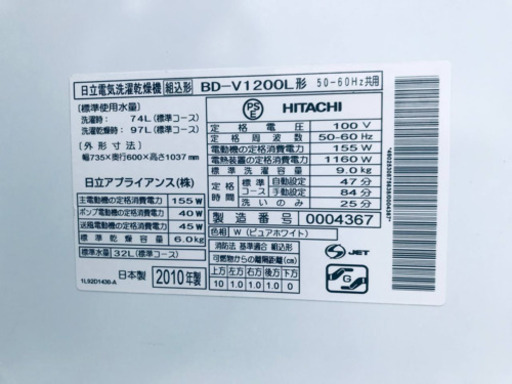 日立電気洗濯乾燥機 組込形 BD-V1200L形 50-60Hz共用
〔標準使用水量〕
洗濯時： 74L（標準コース）
洗乾時： 97L（標準コース）
〔外形寸法〕
幅735×奥行600×高さ1037mm
日立アプライアンス（株）
主電動機の定格消費電力 155W
ポンプ電動機の定格消費電力 40W
送風電動機の定格消費電力 45W
標準乾燥容量 6.0kg
標準水量 32L（標準コース）
日本製 2010年製
1L92D1436-A
PS E HITACHI
定格電圧 100V
定格周波数 50-60Hz
電動機の定格消費電力 155W
電熱装置の定格消費電力 1160W
標準洗濯容量 9.0kg
定格時間 標準コース 自動設定 47分
手動設定 84分
洗いのみ 25分
製造番号 0004367
色相 W（ピュアホワイト）
消防法 基準適合 組込形
可燃物からの離隔距離(cm)
上方 左方 右方 前方 後方 下方
10 1.0 1.0 1.0 0
S JET
G